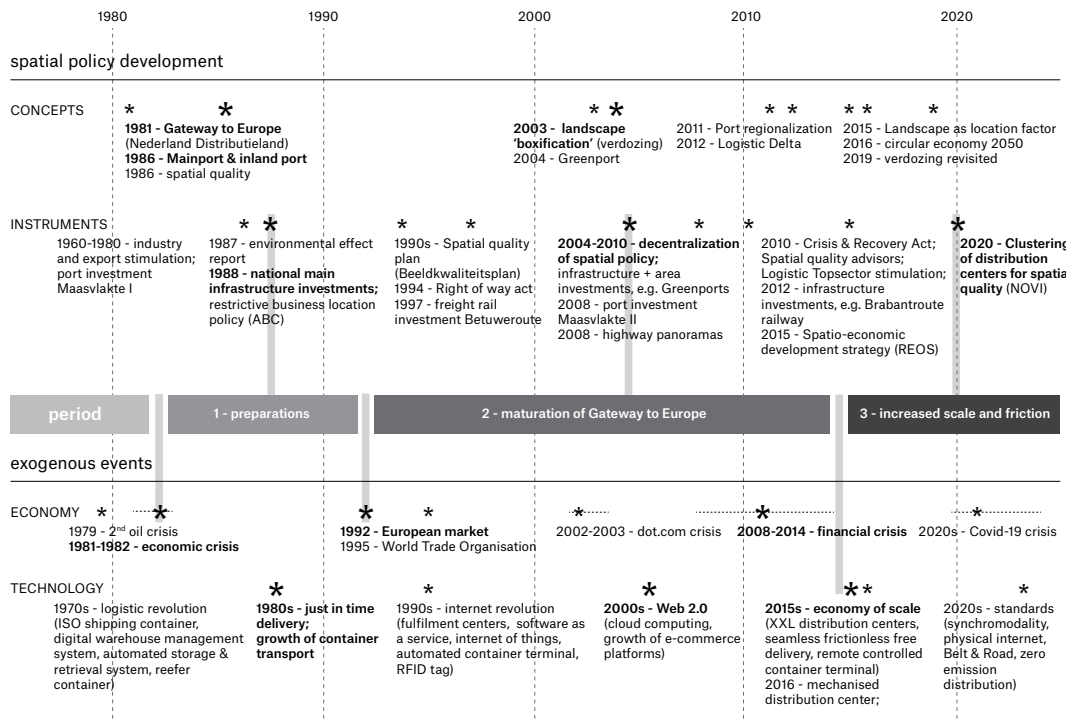 1980 1990 2000 2010 2020
spatial policy development
CONCEPTS
1981 - Gateway to Europe
(Nederland Distributieland)
1986 - Mainport & inland port
1986 - spatial quality
2003 - landscape
‘boxification’ (verdozing)
2004 - Greenport
2011 - Port regionalization
2012 - Logistic Delta
2015 - Landscape as location factor
2016 - circular economy 2050
2019 - verdozing revisited
INSTRUMENTS
1960-1980 - industry
and export stimulation;
port investment
Maasvlakte I
1987 - environmental effect
report
1988 - national main
infrastructure investments;
restrictive business location
policy (ABC)
1990s - Spatial quality
plan
(Beeldkwaliteitsplan)
1994 - Right of way act
1997 - freight rail
investment Betuweroute
2004-2010 - decentralization
of spatial policy;
infrastructure + area
investments, e.g. Greenports
2008 - port investment
Maasvlakte II
2008 - highway panoramas
2010 - Crisis & Recovery Act;
Spatial quality advisors;
Logistic Topsector stimulation;
2012 - infrastructure
investments, e.g. Brabantroute
railway
2015 - Spatio-economic
development strategy (REOS)
2020 - Clustering
of distribution
centers for spatia
quality (NOVI)
period
1 - preparations
2 - maturation of Gateway to Europe
3 - increased scale and friction
exogenous events
ECONOMY
1979 - 2nd oil crisis
1981-1982 - economic crisis
1992 - European market
1995 - World Trade Organisation
2002-2003 - dot.com crisis
2008-2014 - financial crisis
2020s - Covid-19 crisis
TECHNOLOGY
1970s - logistic revolution
(ISO shipping container,
digital warehouse management
system, automated storage &
retrieval system, reefer
container)
1980s - just in time
delivery;
growth of container
transport
1990s - internet revolution
(fulfilment centers, software as
a service, internet of things,
automated container terminal,
RFID tag)
2000s - Web 2.0
(cloud computing,
growth of e-commerce
platforms)
2015s - economy of scale
(XXL distribution centers,
seamless frictionless free
delivery, remote controlled
container terminal)
2016 - mechanised
distribution center;
2020s - standards
(synchromodality,
physical internet,
Belt & Road, zero
emission
distribution)